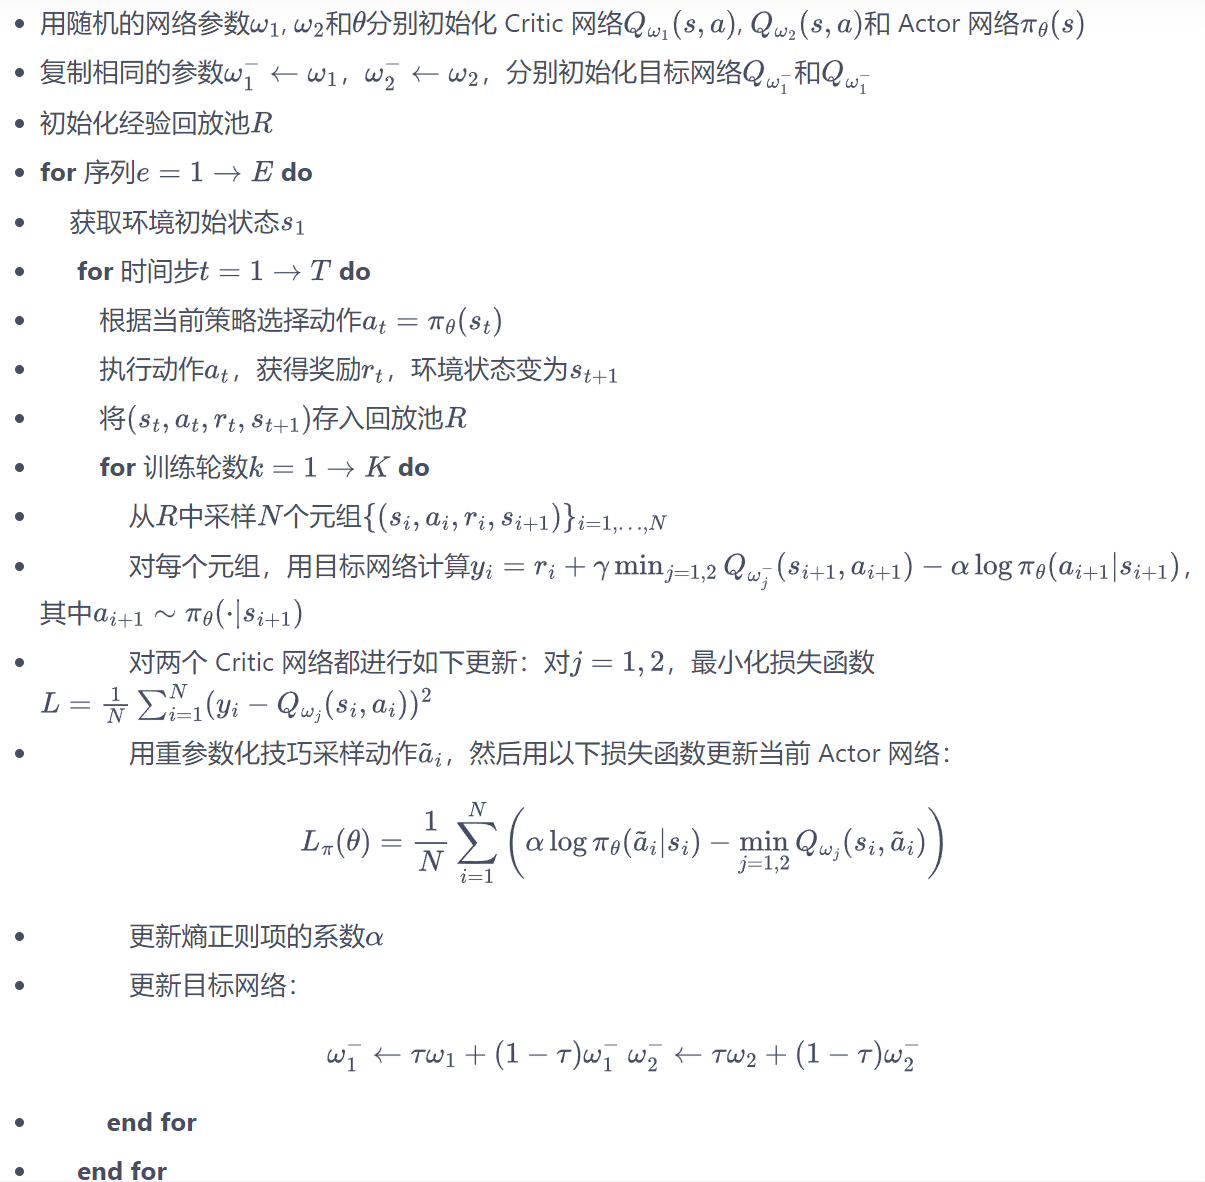 • 用随机的网络参数$\omega_1, \omega_2$和$\theta$分别初始化 Critic 网络$Q_{\omega_1}(s,a), Q_{\omega_2}(s,a)$和 Actor 网络$\pi_\theta(s)$
• 复制相同的参数$\omega_1^- \leftarrow \omega_1$，$\omega_2^- \leftarrow \omega_2$，分别初始化目标网络$Q_{\omega_1^-}$和$Q_{\omega_1^-}$
• 初始化经验回放池$R$
• for 序列$e = 1 \to E$ do
• 获取环境初始状态$s_1$
• for 时间步$t = 1 \to T$ do
• 根据当前策略选择动作$a_t = \pi_\theta(s_t)$
• 执行动作$a_t$，获得奖励$r_t$，环境状态变为$s_{t+1}$
• 将$(s_t, a_t, r_t, s_{t+1})$存入回放池$R$
• for 训练轮数$k = 1 \to K$ do
• 从$R$中采样$N$个元组$\{(s_i, a_i, r_i, s_{i+1})\}_{i=1,\ldots,N}$
• 对每个元组，用目标网络计算$y_i = r_i + \gamma \min_{j=1,2} Q_{\omega_j^-}(s_{i+1}, a_{i+1}) - \alpha \log \pi_\theta(a_{i+1}|s_{i+1})$，
其中$a_{i+1} \sim \pi_\theta(\cdot|s_{i+1})$
• 对两个 Critic 网络都进行如下更新：对$j = 1, 2$，最小化损失函数
$L = \frac{1}{N} \sum_{i=1}^{N} (y_i - Q_{\omega_j}(s_i, a_i))^2$
• 用重参数化技巧采样动作$\tilde{a}_i$，然后用以下损失函数更新当前 Actor 网络：
$L_\pi(\theta) = \frac{1}{N} \sum_{i=1}^{N} \left( \alpha \log \pi_\theta(\tilde{a}_i|s_i) - \min_{j=1,2} Q_{\omega_j}(s_i, \tilde{a}_i) \right)$
• 更新熵正则项的系数$\alpha$
• 更新目标网络：
$\omega_1^- \leftarrow \tau\omega_1 + (1 - \tau)\omega_1^- \; \omega_2^- \leftarrow \tau\omega_2 + (1 - \tau)\omega_2^-$
• end for
• end for